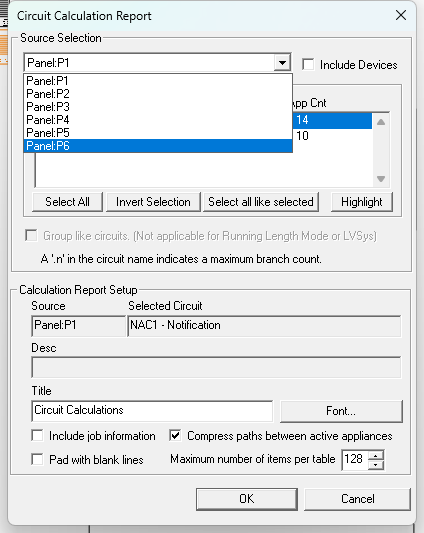 Circuit Calculation Report
Source Selection
Panel:P1
Include Devices
Panel:P1
Panel:P2
Panel:P3
Panel:P4
Panel:P5
Panel:P6
App Cnt
14
10
Select All
Invert Selection
Select all like selected
Highlight
Group like circuits. (Not applicable for Running Length Mode or LVSys)
A '.n' in the circuit name indicates a maximum branch count.
Calculation Report Setup
Source
Selected Circuit
Panel:P1
NAC1 - Notification
Desc
Title
Circuit Calculations
Font...
Include job information
Compress paths between active appliances
Pad with blank lines
Maximum number of items per table
128
OK
Cancel